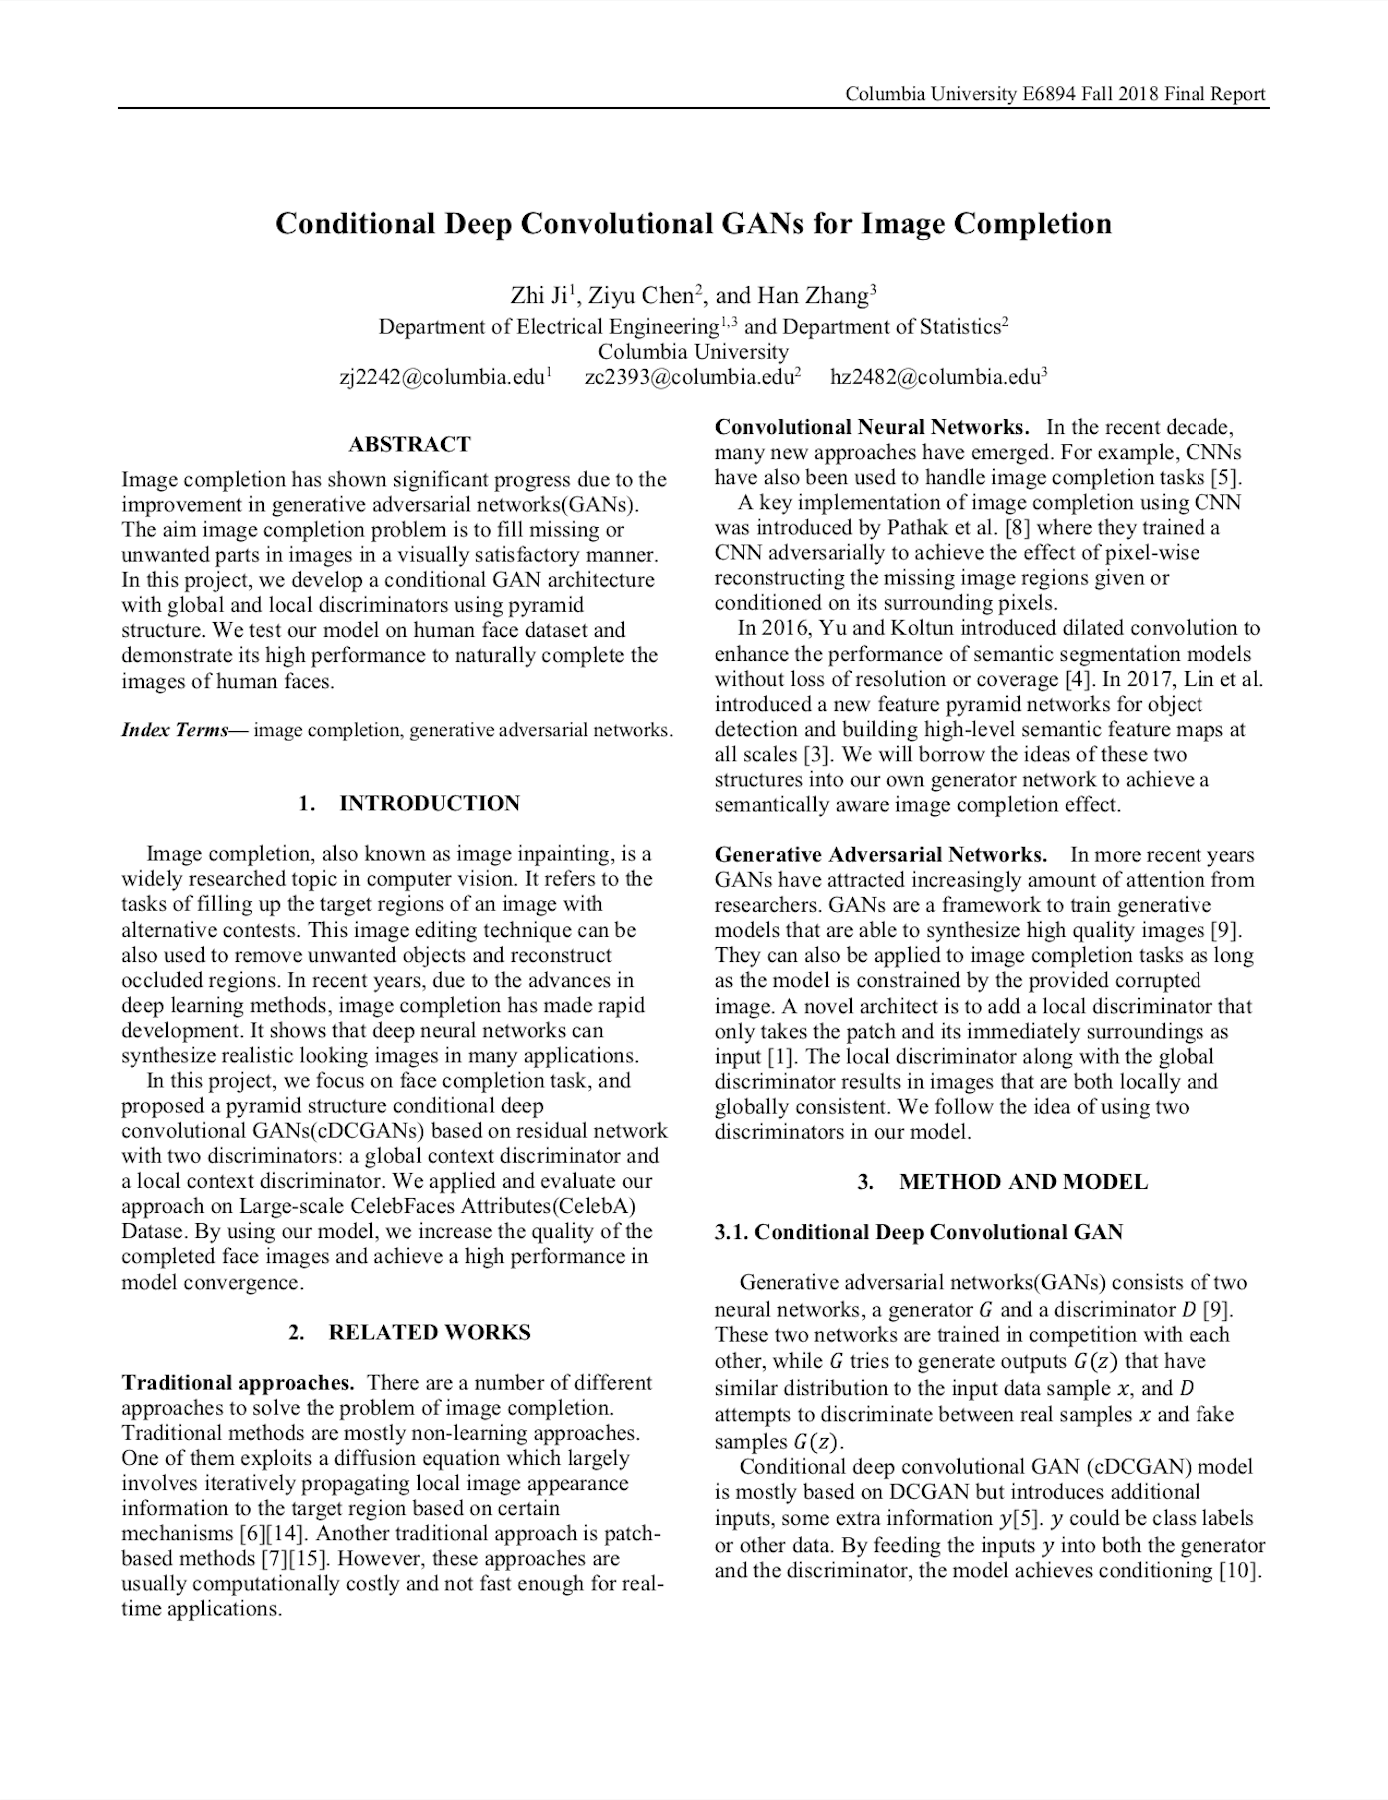 Columbia University E6894 Fall 2018 Final Report
Conditional Deep Convolutional GANs for Image Completion
Zhi Ji1, Ziyu Chen2, and Han Zhang3
Department of Electrical Engineering1,3 and Department of Statistics2
Columbia University
zj2242@columbia.edu1 zc2393@columbia.edu2 hz2482@columbia.edu3
ABSTRACT
Image completion has shown significant progress due to the
improvement in generative adversarial networks(GANs).
The aim image completion problem is to fill missing or
unwanted parts in images in a visually satisfactory manner.
In this project, we develop a conditional GAN architecture
with global and local discriminators using pyramid
structure. We test our model on human face dataset and
demonstrate its high performance to naturally complete the
images of human faces.
Index Terms— image completion, generative adversarial networks.
1. INTRODUCTION
Image completion, also known as image inpainting, is a
widely researched topic in computer vision. It refers to the
tasks of filling up the target regions of an image with
alternative contests. This image editing technique can be
also used to remove unwanted objects and reconstruct
occluded regions. In recent years, due to the advances in
deep learning methods, image completion has made rapid
development. It shows that deep neural networks can
synthesize realistic looking images in many applications.
In this project, we focus on face completion task, and
proposed a pyramid structure conditional deep
convolutional GANs(cDCGANs) based on residual network
with two discriminators: a global context discriminator and
a local context discriminator. We applied and evaluate our
approach on Large-scale CelebFaces Attributes(CelebA)
Datase. By using our model, we increase the quality of the
completed face images and achieve a high performance in
model convergence.
2. RELATED WORKS
Traditional approaches. There are a number of different
approaches to solve the problem of image completion.
Traditional methods are mostly non-learning approaches.
One of them exploits a diffusion equation which largely
involves iteratively propagating local image appearance
information to the target region based on certain
mechanisms [6][14]. Another traditional approach is patch-
based methods [7][15]. However, these approaches are
usually computationally costly and not fast enough for real-
time applications.
Convolutional Neural Networks. In the recent decade,
many new approaches have emerged. For example, CNNs
have also been used to handle image completion tasks [5].
A key implementation of image completion using CNN
was introduced by Pathak et al. [8] where they trained a
CNN adversarially to achieve the effect of pixel-wise
reconstructing the missing image regions given or
conditioned on its surrounding pixels.
In 2016, Yu and Koltun introduced dilated convolution to
enhance the performance of semantic segmentation models
without loss of resolution or coverage [4]. In 2017, Lin et al.
introduced a new feature pyramid networks for object
detection and building high-level semantic feature maps at
all scales [3]. We will borrow the ideas of these two
structures into our own generator network to achieve a
semantically aware image completion effect.
Generative Adversarial Networks. In more recent years
GANs have attracted increasingly amount of attention from
researchers. GANs are a framework to train generative
models that are able to synthesize high quality images [9].
They can also be applied to image completion tasks as long
as the model is constrained by the provided corrupted
image. A novel architect is to add a local discriminator that
only takes the patch and its immediately surroundings as
input [1]. The local discriminator along with the global
discriminator results in images that are both locally and
globally consistent. We follow the idea of using two
discriminators in our model.
3. METHOD AND MODEL
3.1. Conditional Deep Convolutional GAN
Generative adversarial networks(GANs) consists of two
neural networks, a generator G and a discriminator D [9].
These two networks are trained in competition with each
other, while G tries to generate outputs G(z) that have
similar distribution to the input data sample x, and D
attempts to discriminate between real samples x and fake
samples G(z).
Conditional deep convolutional GAN (cDCGAN) model
is mostly based on DCGAN but introduces additional
inputs, some extra information y[5]. y could be class labels
or other data. By feeding the inputs y into both the generator
and the discriminator, the model achieves conditioning [10].